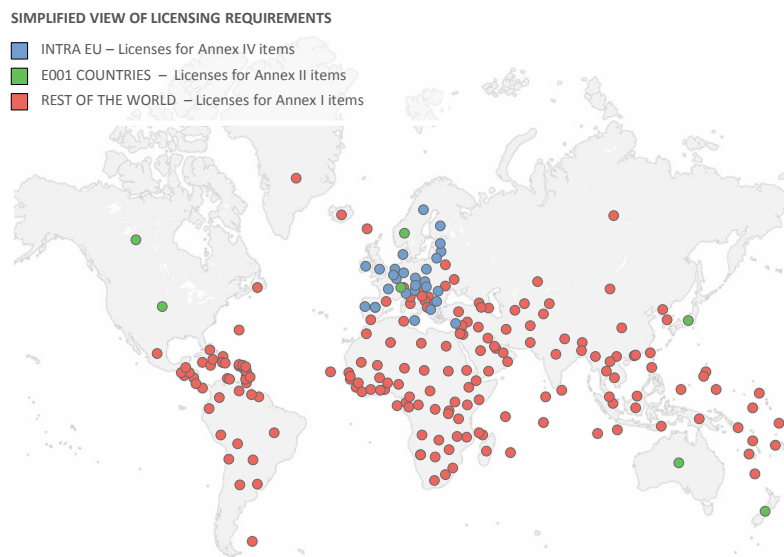 SIMPLIFIED VIEW OF LICENSING REQUIREMENTS
INTRA EU – Licenses for Annex IV items
E001 COUNTRIES – Licenses for Annex II items
REST OF THE WORLD – Licenses for Annex I items